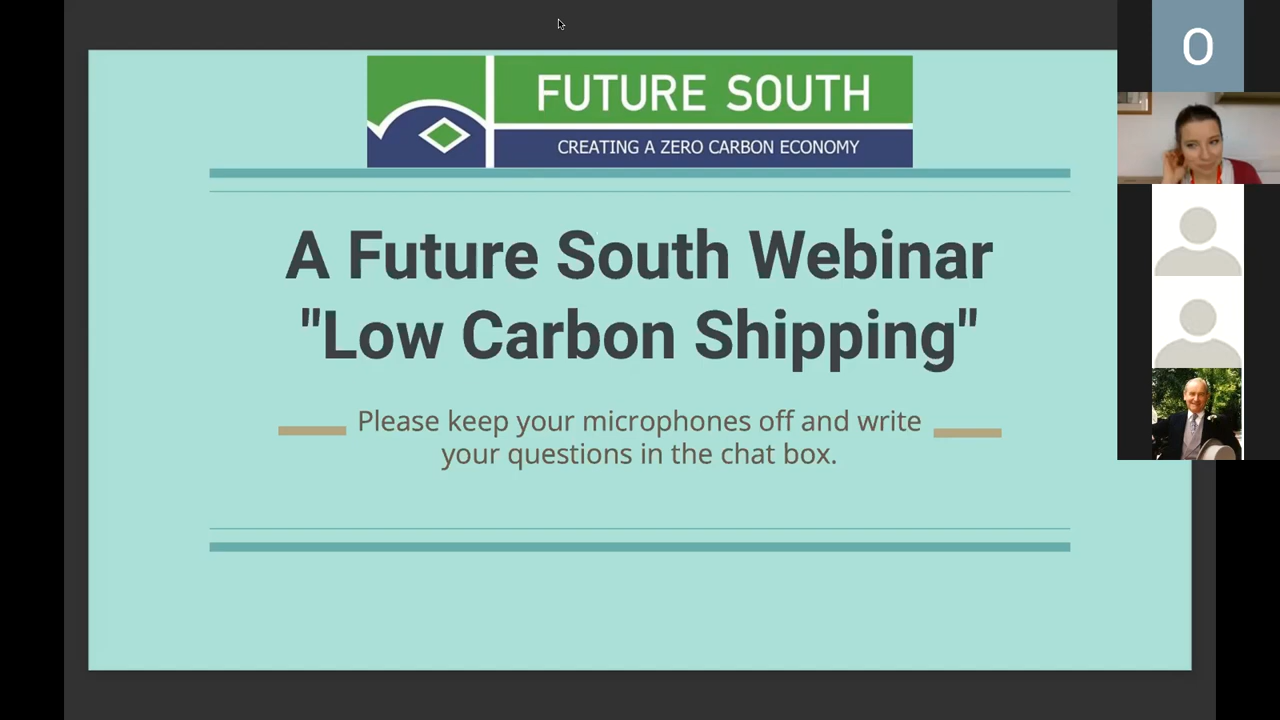 FUTURE SOUTH
CREATING A ZERO CARBON ECONOMY
A Future South Webinar
"Low Carbon Shipping"
Please keep your microphones off and write
your questions in the chat box.
O